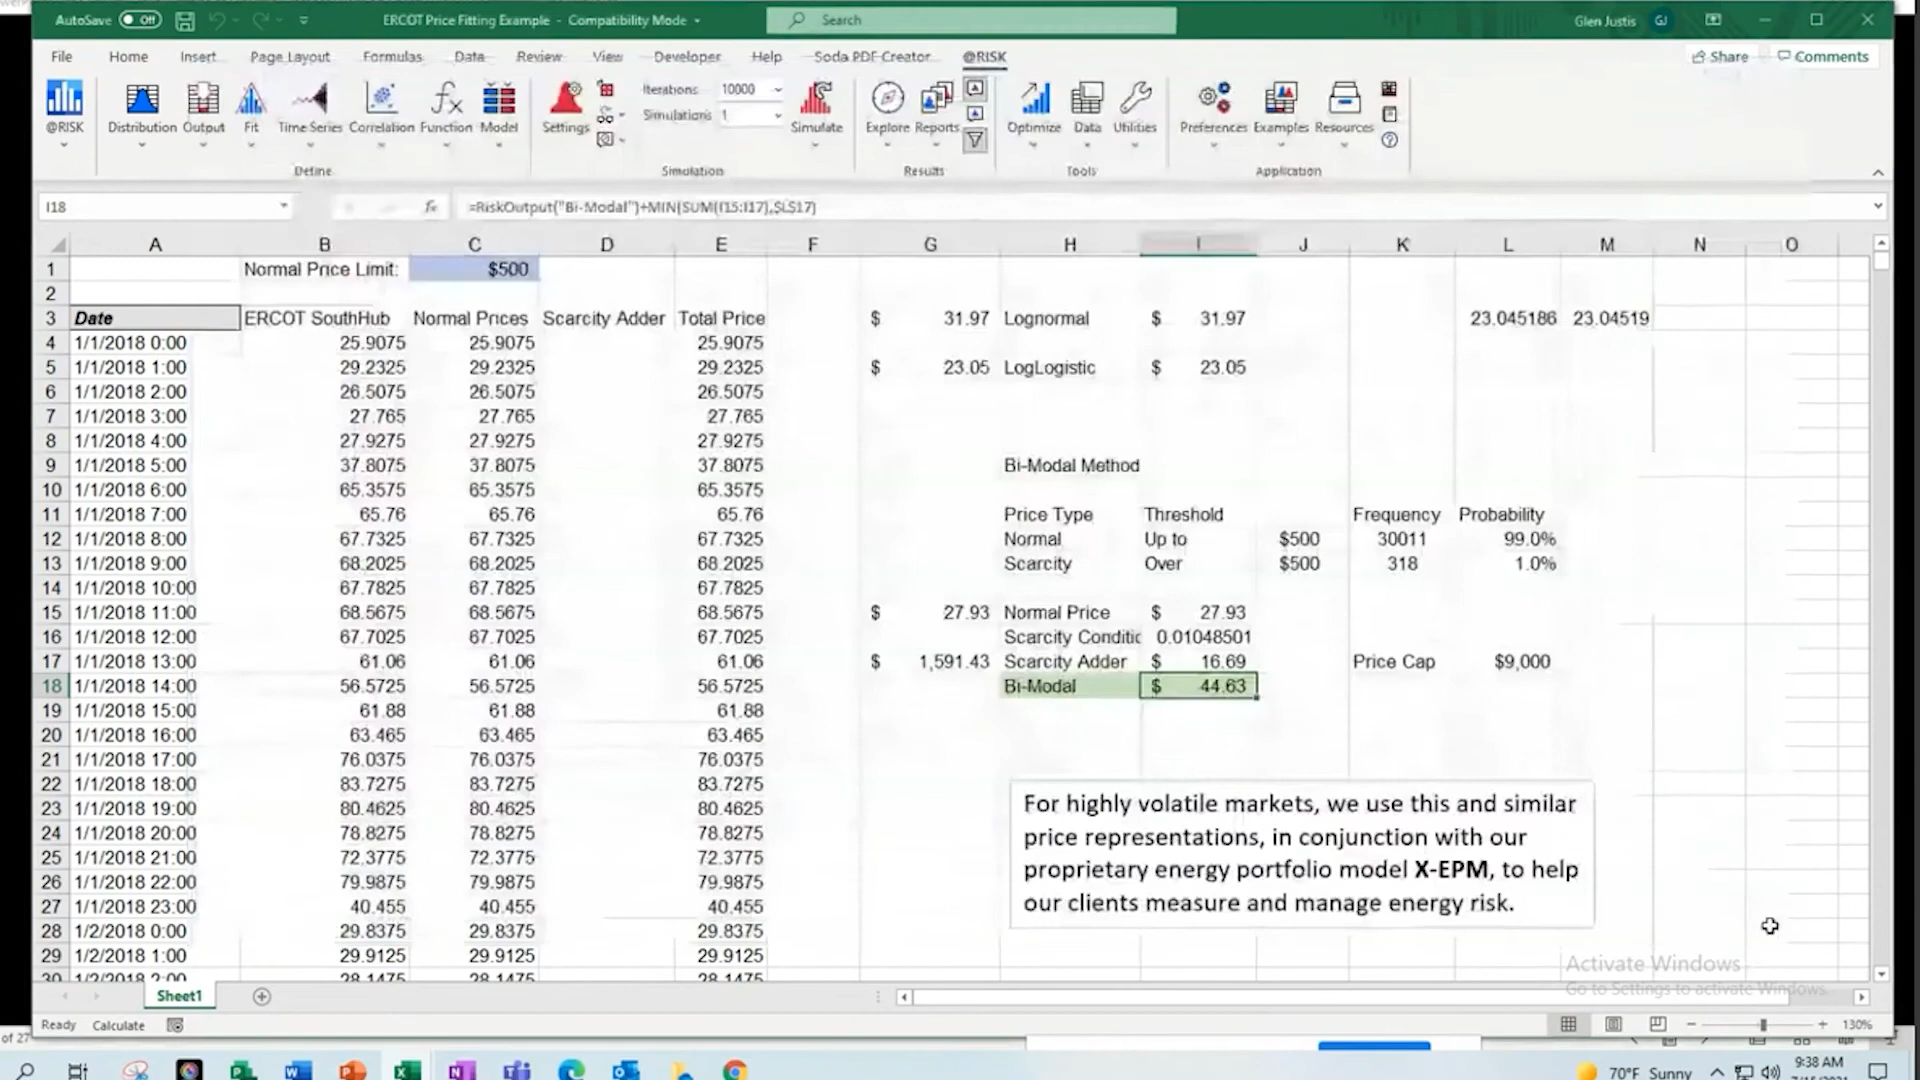 AutoSave Off ERCOT Price Fitting Example - Compatibility Mode Search Glen Justis GJ
File Home Insert Page Layout Formulas Data Review View Developer Help Soda PDF Creator @RISK Share Comments
Iterations 10000
Simulations 1
@RISK Distribution Output Fit Time Series Correlation Function Model Settings Simulate Explore Reports Optimize Data Utilities Preferences Examples Resources
Define Simulation Results Tools Application
I18 fx =RiskOutput("Bi-Modal")+MIN(SUM(I15:I17),$L$17)
A B C D E F G H I J K L M N O
1 Normal Price Limit: $500
2
3 Date ERCOT SouthHub Normal Prices Scarcity Adder Total Price $ 31.97 Lognormal $ 31.97 23.045186 23.04519
4 1/1/2018 0:00 25.9075 25.9075 25.9075
5 1/1/2018 1:00 29.2325 29.2325 29.2325 $ 23.05 LogLogistic $ 23.05
6 1/1/2018 2:00 26.5075 26.5075 26.5075
7 1/1/2018 3:00 27.765 27.765 27.765
8 1/1/2018 4:00 27.9275 27.9275 27.9275
9 1/1/2018 5:00 37.8075 37.8075 37.8075 Bi-Modal Method
10 1/1/2018 6:00 65.3575 65.3575 65.3575
11 1/1/2018 7:00 65.76 65.76 65.76 Price Type Threshold Frequency Probability
12 1/1/2018 8:00 67.7325 67.7325 67.7325 Normal Up to $500 30011 99.0%
13 1/1/2018 9:00 68.2025 68.2025 68.2025 Scarcity Over $500 318 1.0%
14 1/1/2018 10:00 67.7825 67.7825 67.7825
15 1/1/2018 11:00 68.5675 68.5675 68.5675 $ 27.93 Normal Price $ 27.93
16 1/1/2018 12:00 67.7025 67.7025 67.7025 Scarcity Conditic 0.01048501
17 1/1/2018 13:00 61.06 61.06 61.06 $ 1,591.43 Scarcity Adder $ 16.69 Price Cap $9,000
18 1/1/2018 14:00 56.5725 56.5725 56.5725 Bi-Modal $ 44.63
19 1/1/2018 15:00 61.88 61.88 61.88
20 1/1/2018 16:00 63.465 63.465 63.465
21 1/1/2018 17:00 76.0375 76.0375 76.0375
22 1/1/2018 18:00 83.7275 83.7275 83.7275
23 1/1/2018 19:00 80.4625 80.4625 80.4625
24 1/1/2018 20:00 78.8275 78.8275 78.8275
25 1/1/2018 21:00 72.3775 72.3775 72.3775
26 1/1/2018 22:00 79.9875 79.9875 79.9875
27 1/1/2018 23:00 40.455 40.455 40.455
28 1/2/2018 0:00 29.8375 29.8375 29.8375
29 1/2/2018 1:00 29.9125 29.9125 29.9125
30 1/2/2018 2:00 28.1475 28.1475 28.1475
For highly volatile markets, we use this and similar
price representations, in conjunction with our
proprietary energy portfolio model X-EPM, to help
our clients measure and manage energy risk.
Activate Windows
Go to Settings to activate Windows.
Sheet1
Ready Calculate 130%
of 27
70°F Sunny 9:38 AM